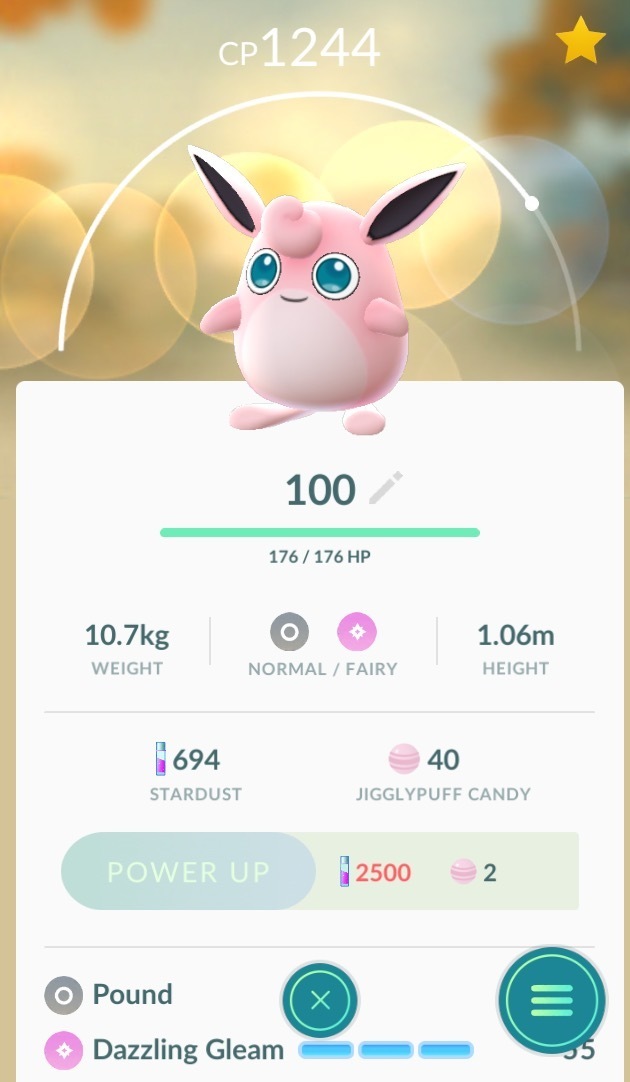 CP1244
100
176 / 176 HP
10.7kg
WEIGHT
NORMAL / FAIRY
1.06m
HEIGHT
694
STARDUST
40
JIGGLYPUFF CANDY
POWER UP
2500
2
Pound
Dazzling Gleam